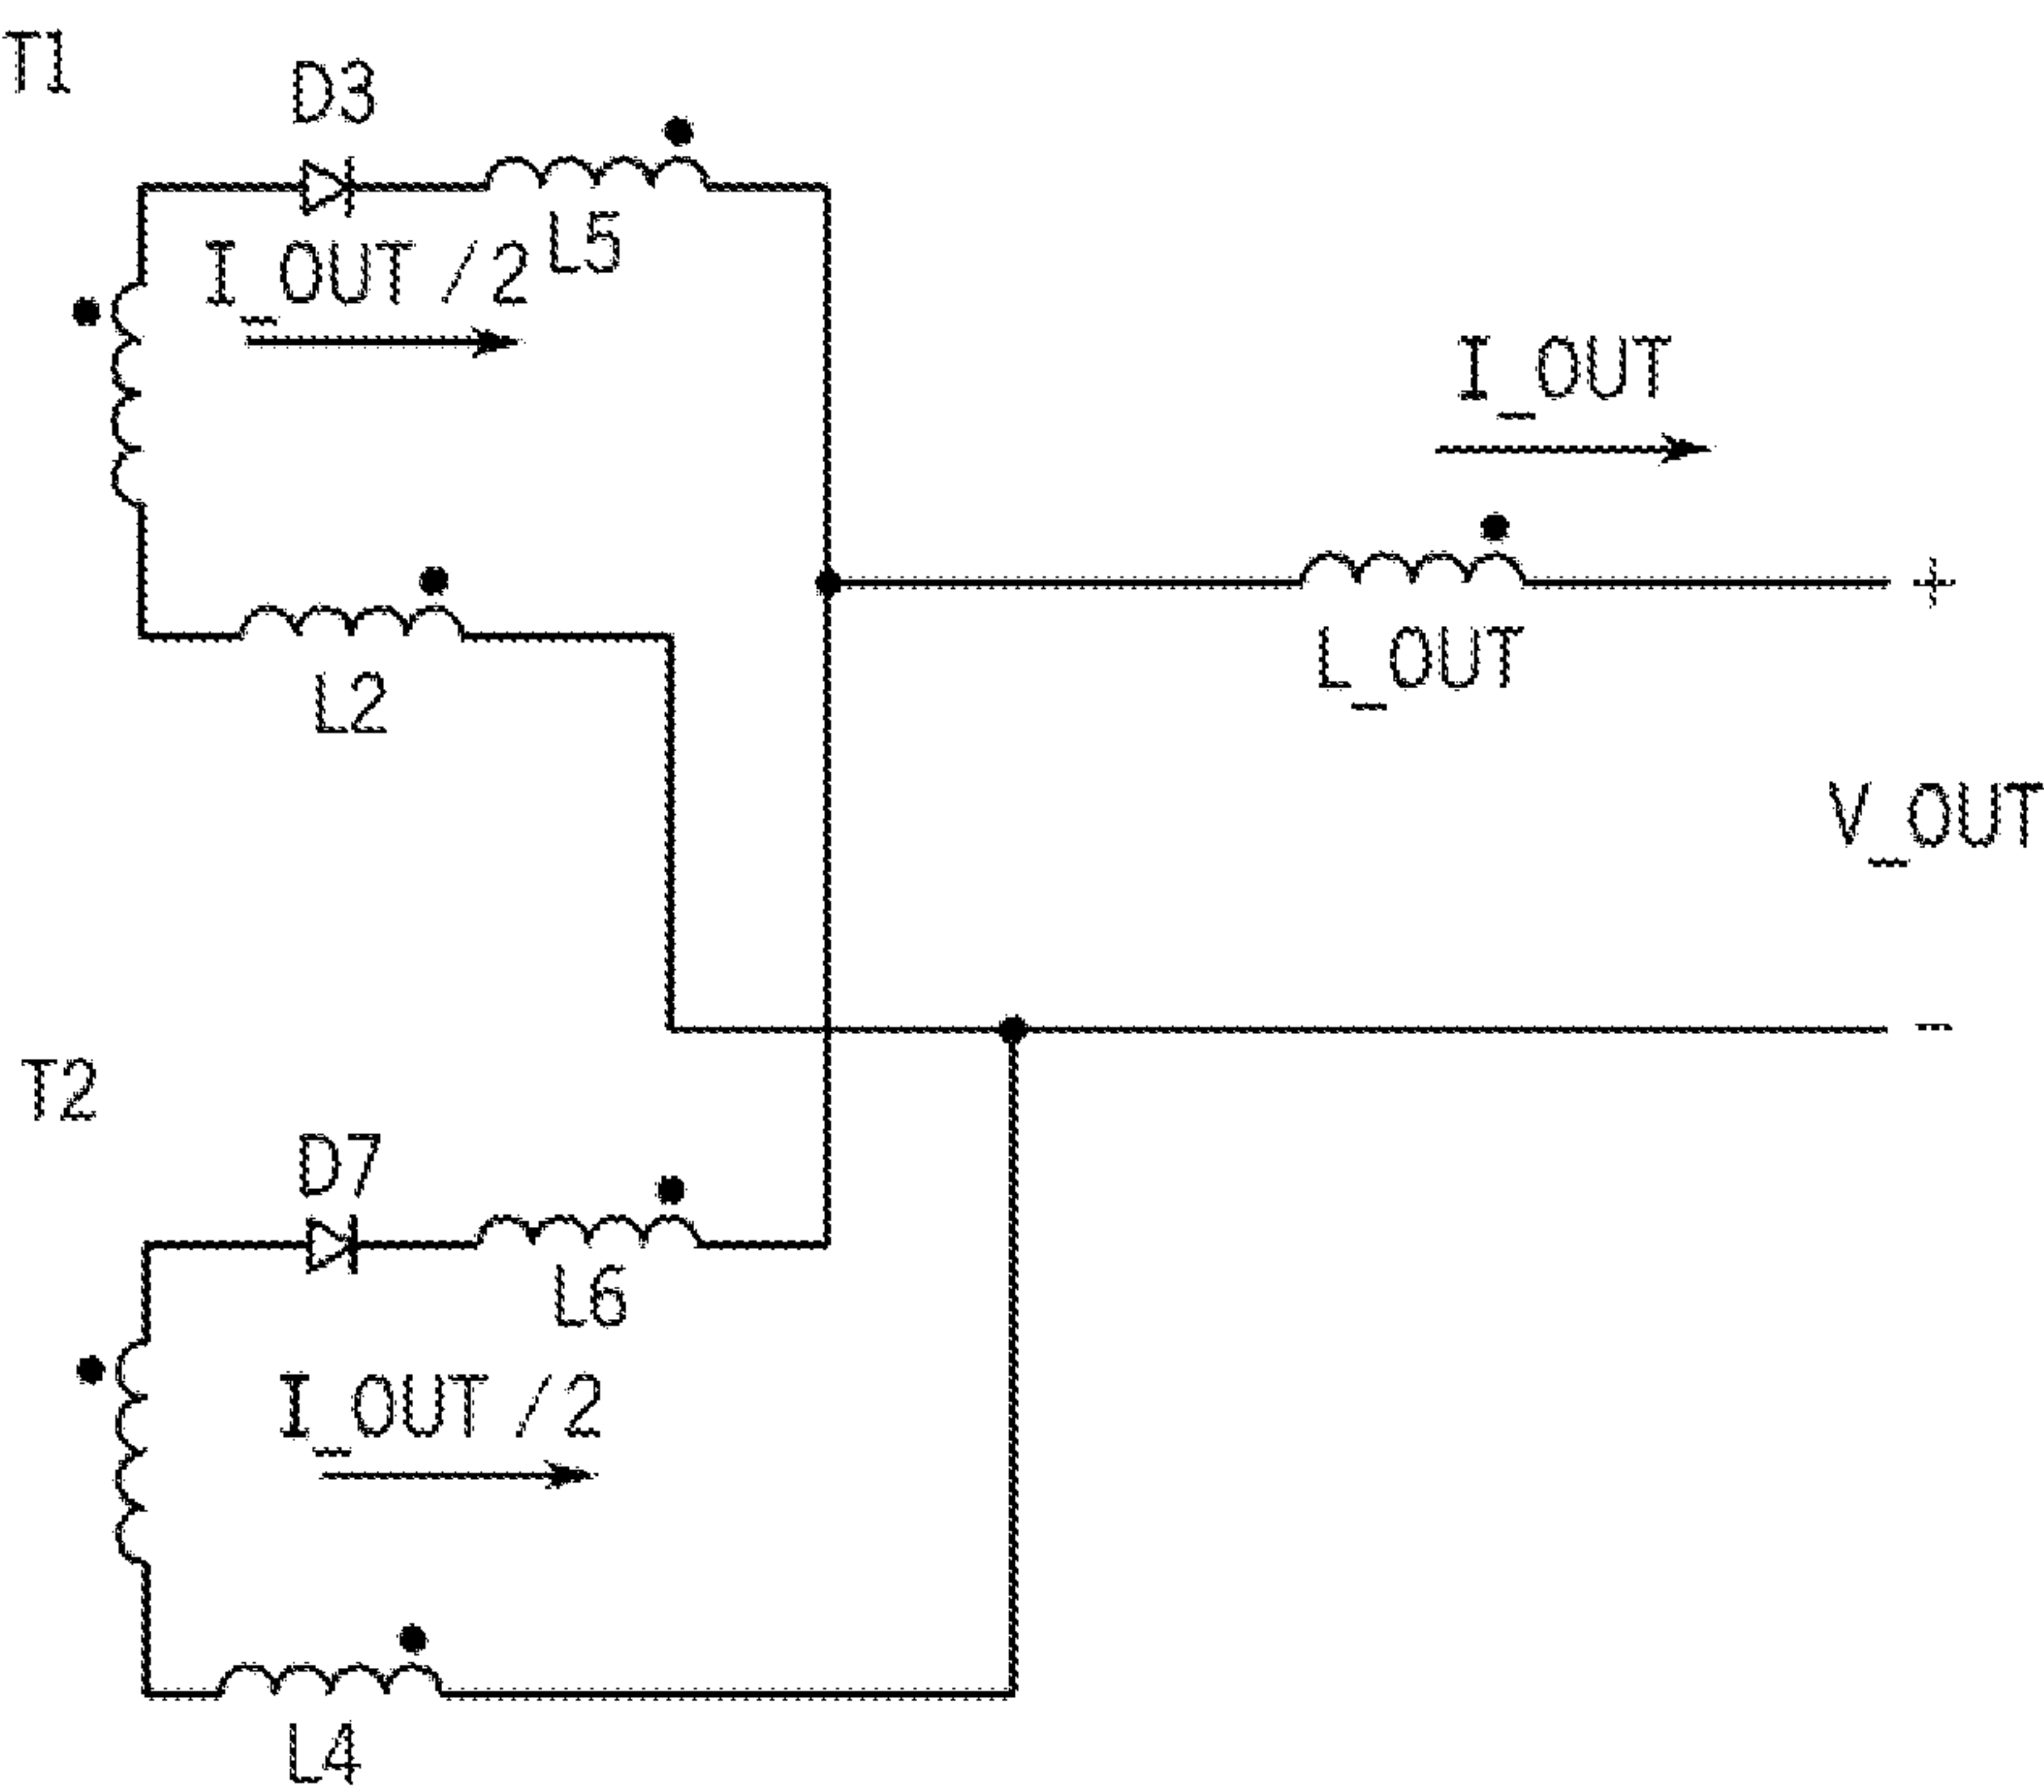 T1
D3
L5
I_OUT/2
I_OUT
L2
L_OUT
+
V_OUT
-
T2
D7
L6
I_OUT/2
L4